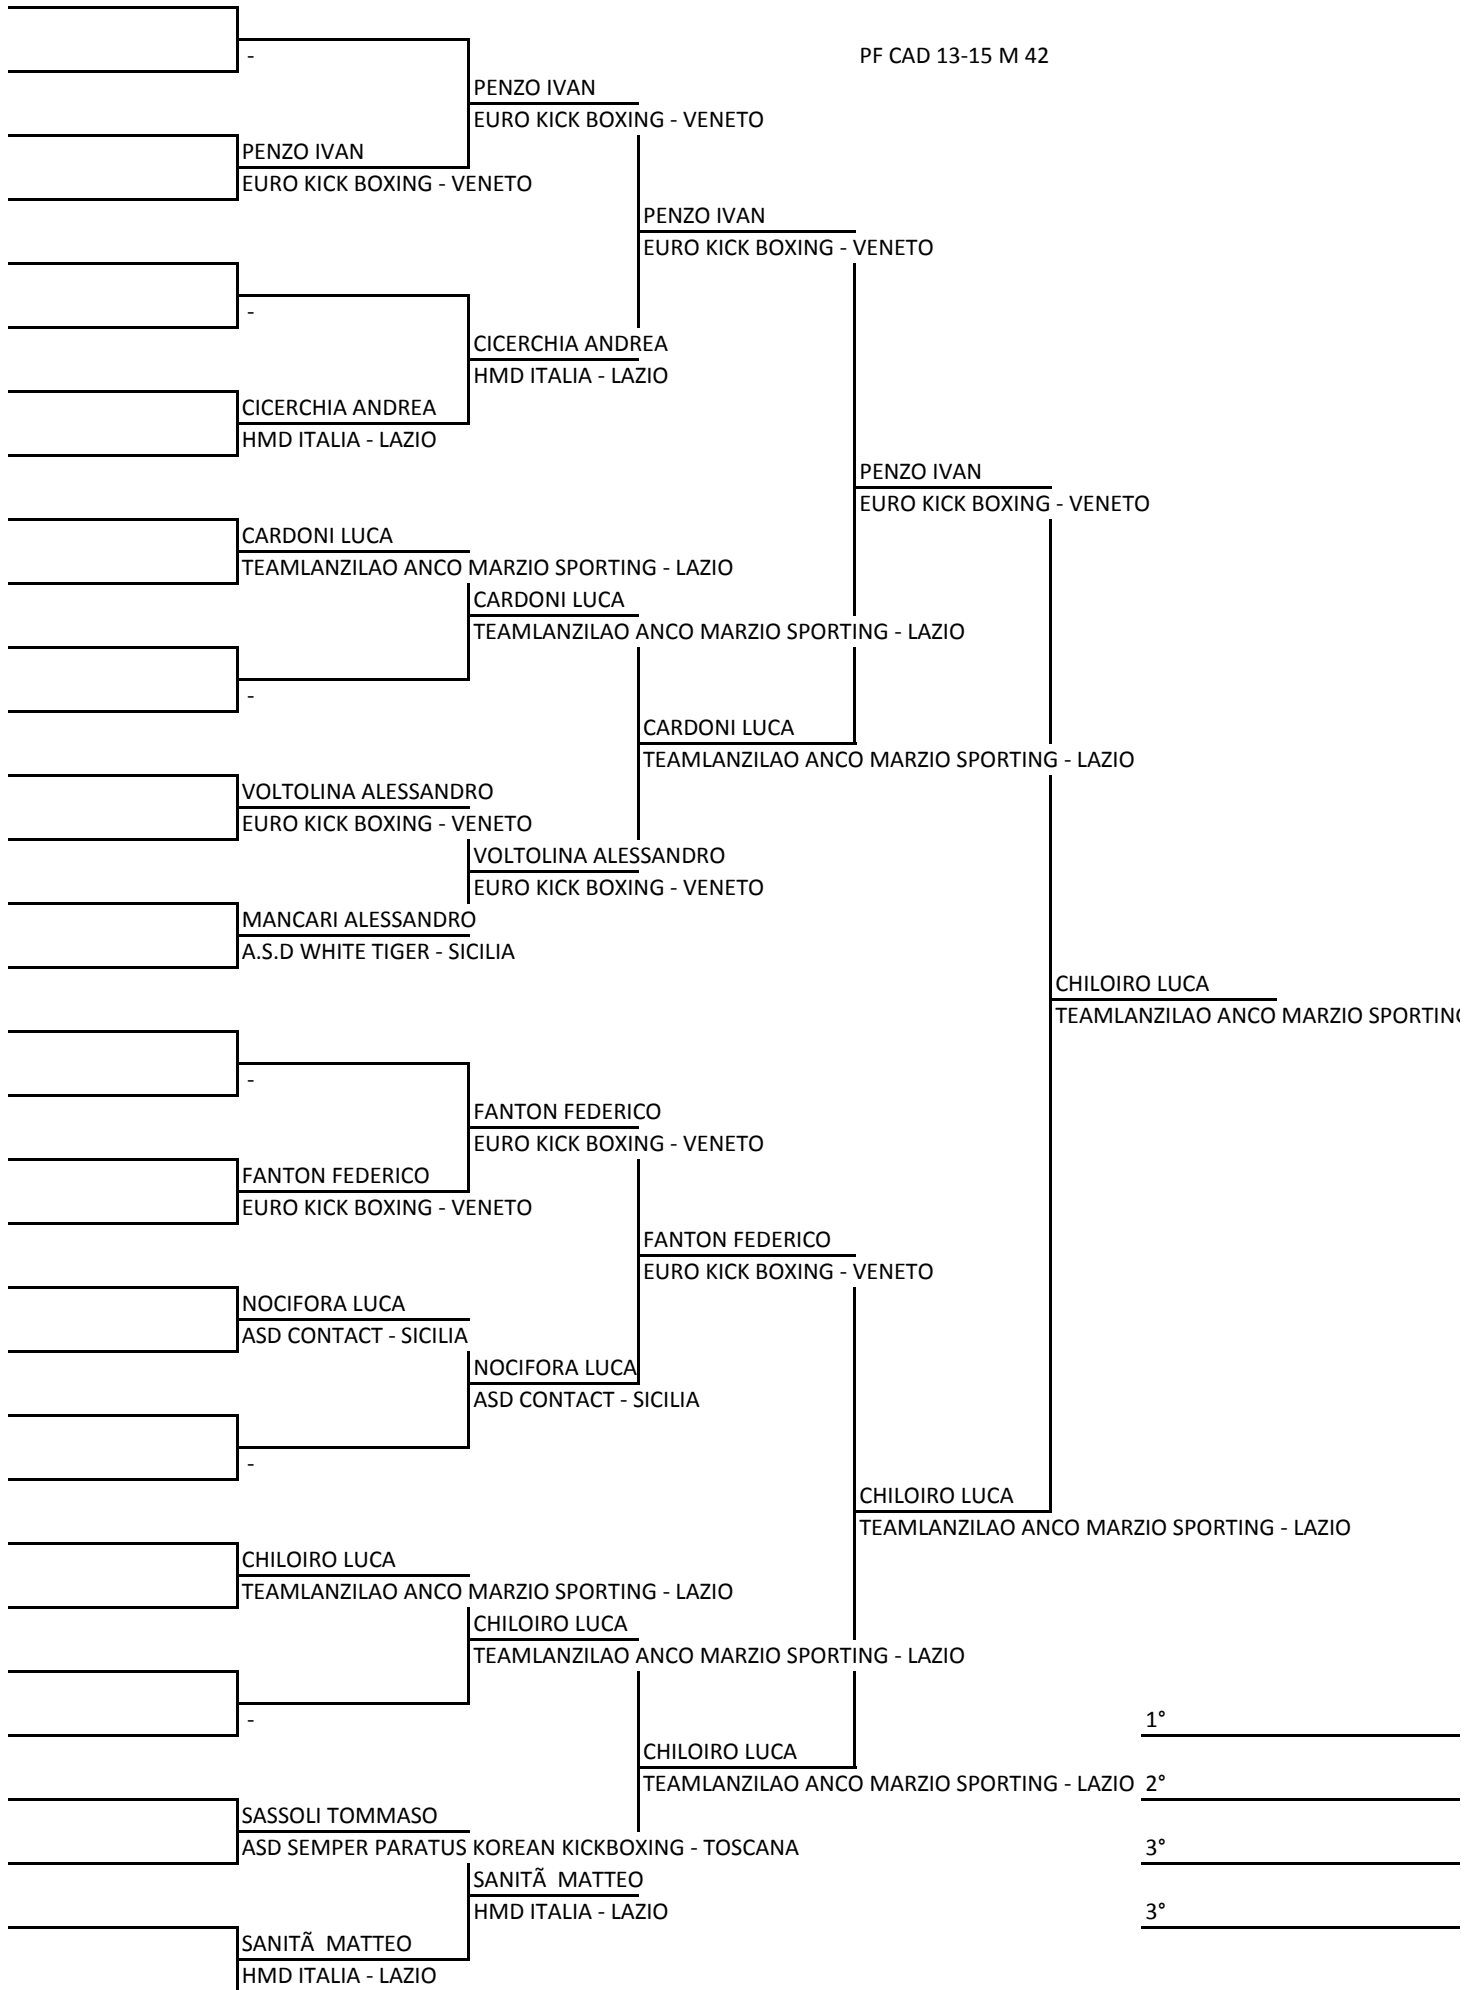 -
PF CAD 13-15 M 42
PENZO IVAN
EURO KICK BOXING - VENETO
PENZO IVAN
EURO KICK BOXING - VENETO
PENZO IVAN
EURO KICK BOXING - VENETO
-
CICERCHIA ANDREA
HMD ITALIA - LAZIO
CICERCHIA ANDREA
HMD ITALIA - LAZIO
PENZO IVAN
EURO KICK BOXING - VENETO
CARDONI LUCA
TEAMLANZILAO ANCO MARZIO SPORTING - LAZIO
CARDONI LUCA
TEAMLANZILAO ANCO MARZIO SPORTING - LAZIO
-
CARDONI LUCA
TEAMLANZILAO ANCO MARZIO SPORTING - LAZIO
VOLTOLINA ALESSANDRO
EURO KICK BOXING - VENETO
VOLTOLINA ALESSANDRO
EURO KICK BOXING - VENETO
MANCARI ALESSANDRO
A.S.D WHITE TIGER - SICILIA
CHILOIRO LUCA
TEAMLANZILAO ANCO MARZIO SPORTING
-
FANTON FEDERICO
EURO KICK BOXING - VENETO
FANTON FEDERICO
EURO KICK BOXING - VENETO
FANTON FEDERICO
EURO KICK BOXING - VENETO
NOCIFORA LUCA
ASD CONTACT - SICILIA
NOCIFORA LUCA
ASD CONTACT - SICILIA
-
CHILOIRO LUCA
TEAMLANZILAO ANCO MARZIO SPORTING - LAZIO
CHILOIRO LUCA
TEAMLANZILAO ANCO MARZIO SPORTING - LAZIO
CHILOIRO LUCA
TEAMLANZILAO ANCO MARZIO SPORTING - LAZIO
-
1°
CHILOIRO LUCA
TEAMLANZILAO ANCO MARZIO SPORTING - LAZIO
2°
SASSOLI TOMMASO
ASD SEMPER PARATUS KOREAN KICKBOXING - TOSCANA
3°
SANITÃ MATTEO
HMD ITALIA - LAZIO
3°
SANITÃ MATTEO
HMD ITALIA - LAZIO